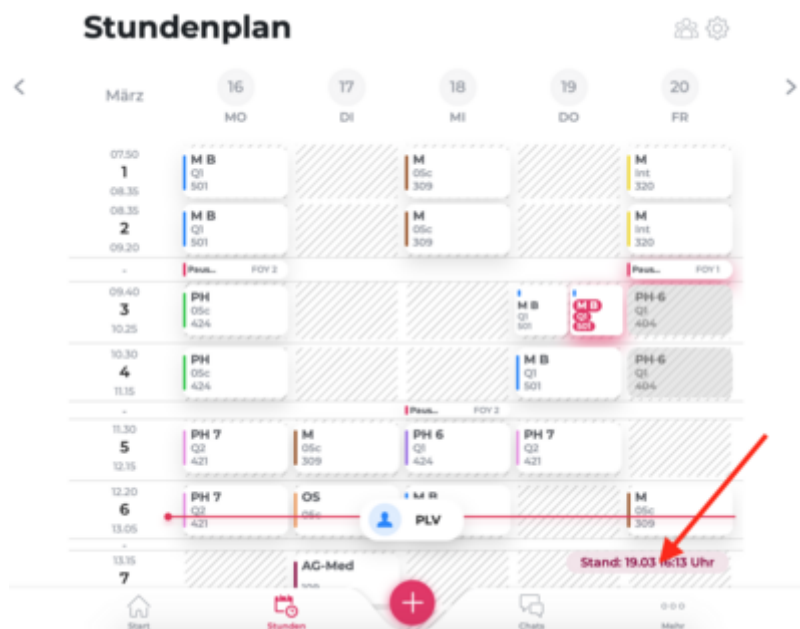 Stundenplan
März
16
MO
17
DI
18
MI
19
DO
20
FR
07.50
1
08.35
M B
Q1
501
M
05c
309
M
Int
320
08.35
2
09.20
M B
Q1
501
M
05c
309
M
Int
320
-
Paus... FOY 2
Paus... FOY 1
09.40
3
10.25
PH
05c
424
M B
Q1
501
M B
Q1
501
PH 6
Q1
404
10.30
4
11.15
PH
05c
424
M B
Q1
501
PH 6
Q1
404
-
Paus... FOY 2
11.30
5
12.15
PH 7
Q2
421
M
05c
309
PH 6
Q1
424
PH 7
Q2
421
12.20
6
13.05
PH 7
Q2
421
OS
05c
M B
M
05c
309
PLV
-
13.15
7
AG-Med
Stand: 19.03 16:13 Uhr
Start
Stunden
Chats
Mehr